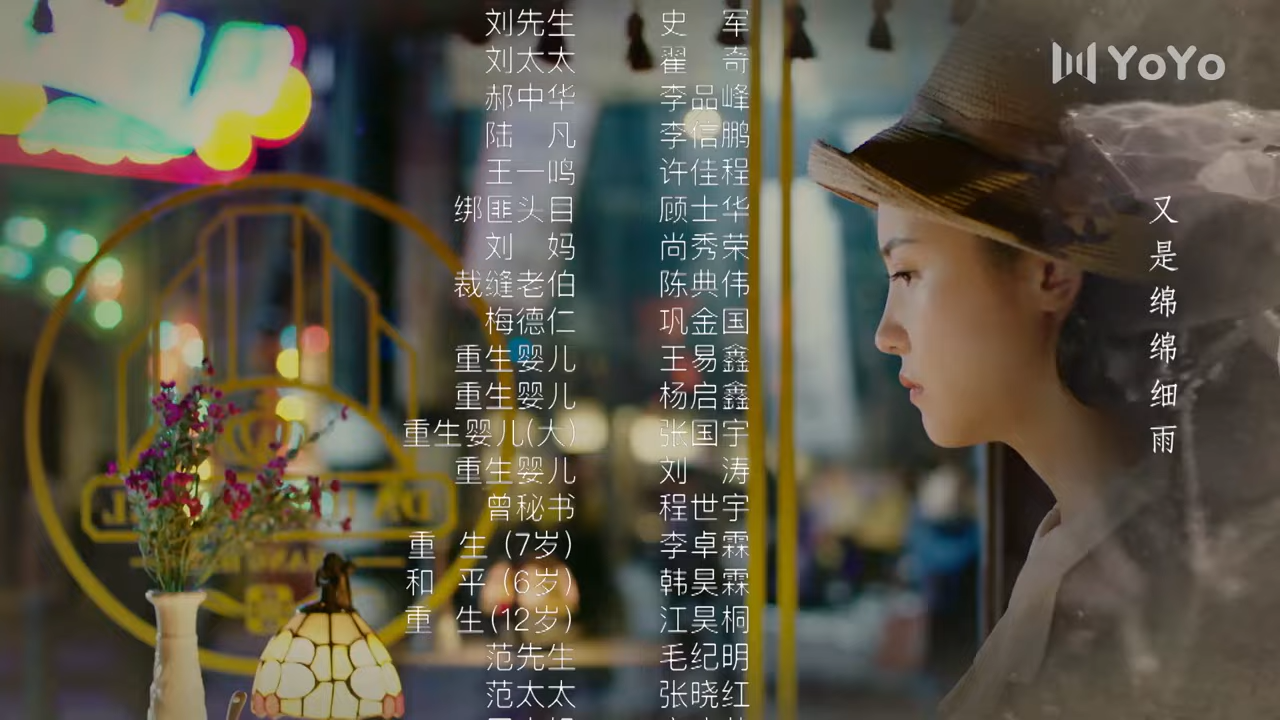 刘先生 史 军
刘太太 翟 奇
郝中华 李品峰
陆 凡 李信鹏
王一鸣 许佳程
绑匪头目 顾士华
刘 妈 尚秀荣
裁缝老伯 陈典伟
梅德仁 巩金国
重生婴儿 王易鑫
重生婴儿 杨启鑫
重生婴儿(大) 张国宇
重生婴儿 刘 涛
曾秘书 程世宇
重 生(7岁) 李卓霖
和 平(6岁) 韩昊霖
重 生(12岁) 江昊桐
范先生 毛纪明
范太太 张晓红
YoYo
又是绵绵细雨